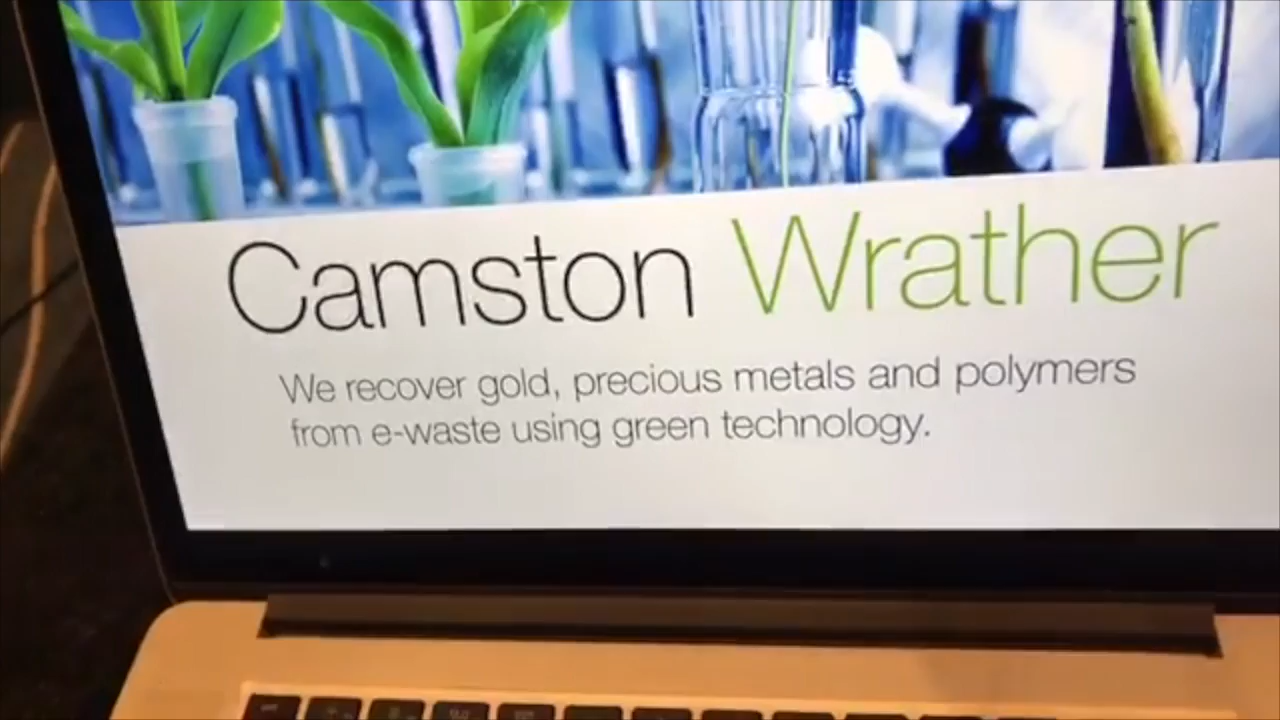 Camston Wrather
We recover gold, precious metals and polymers
from e-waste using green technology.